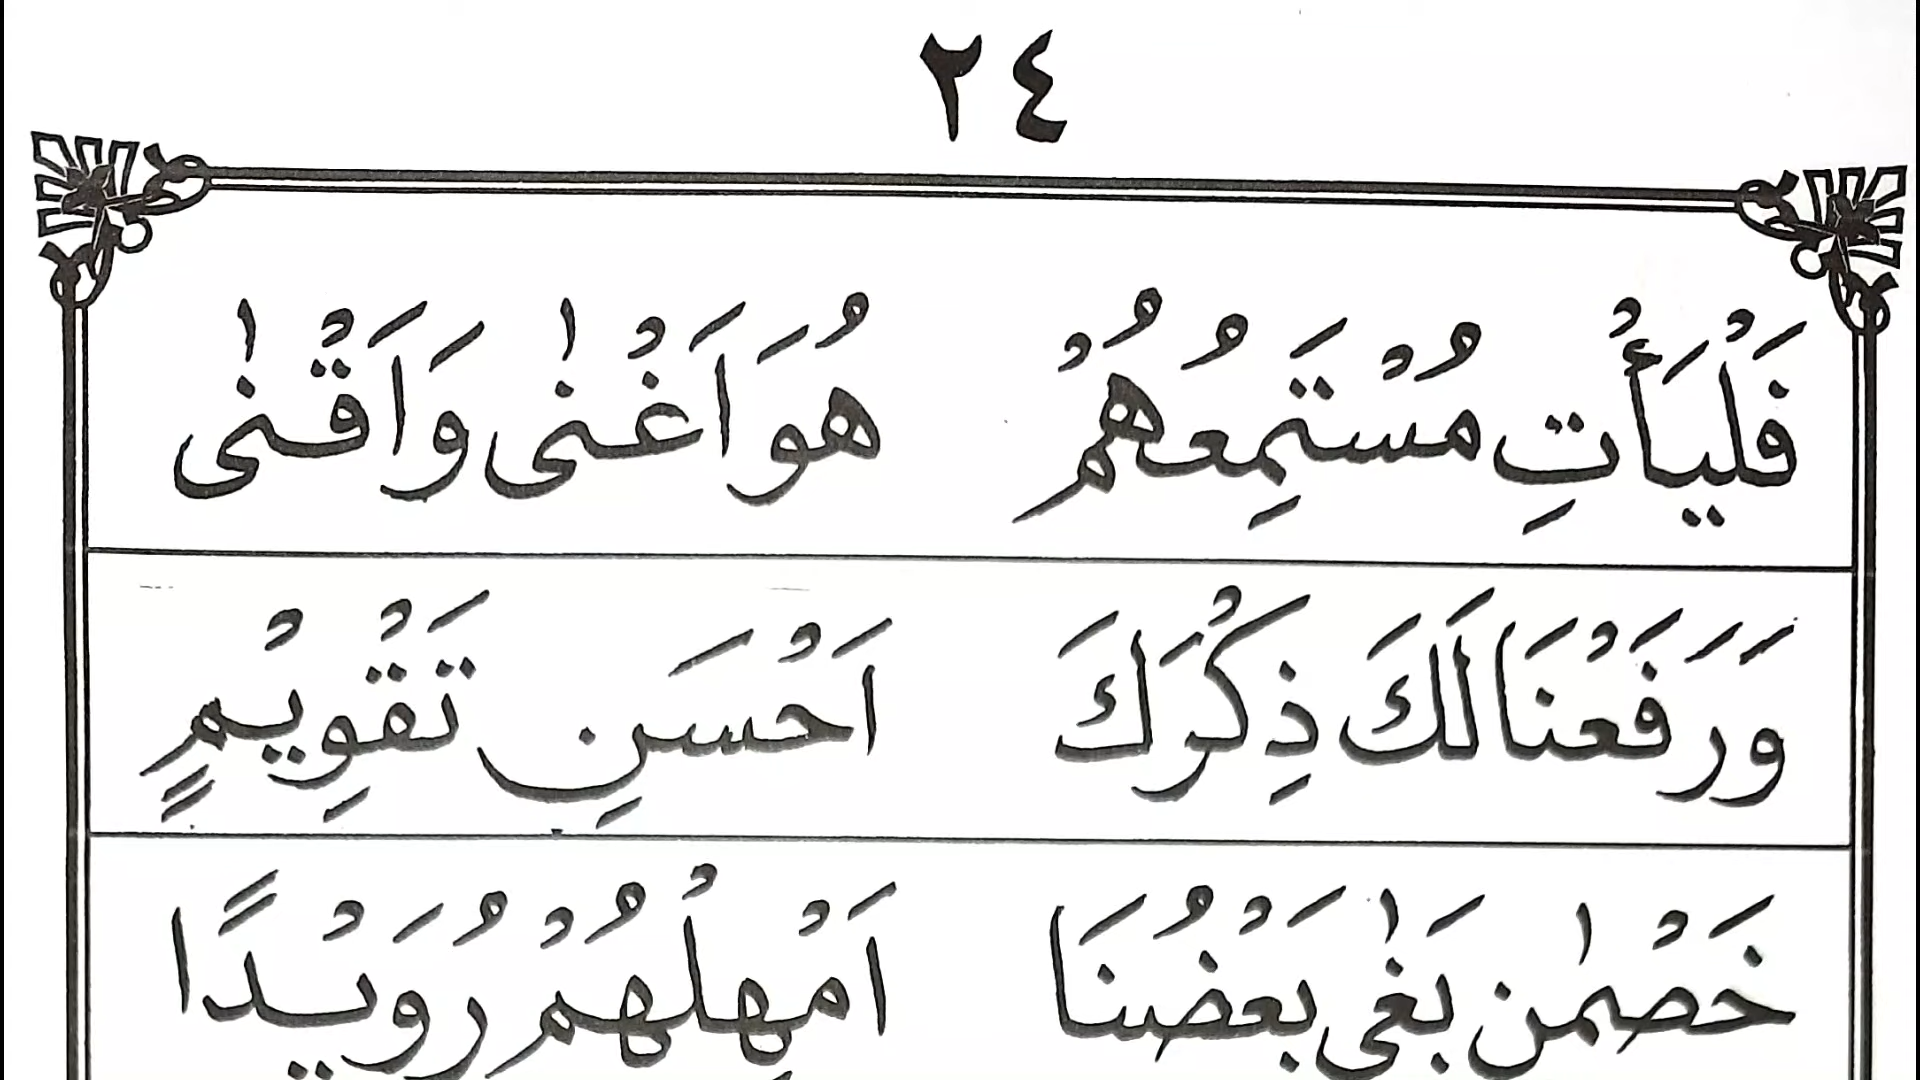 ٢٤
فَلْيَأْتِ مُسْتَمِعُهُمْ هُوَ اَغْنٰى وَاَقْنٰى
وَرَفَعْنَا لَكَ ذِكْرَكَ اَحْسَنِ تَقْوِيْمٍ
خَصْمٰنِ بَغٰى بَعْضُنَا اَمْهِلْهُمْ رُوَيْدًا